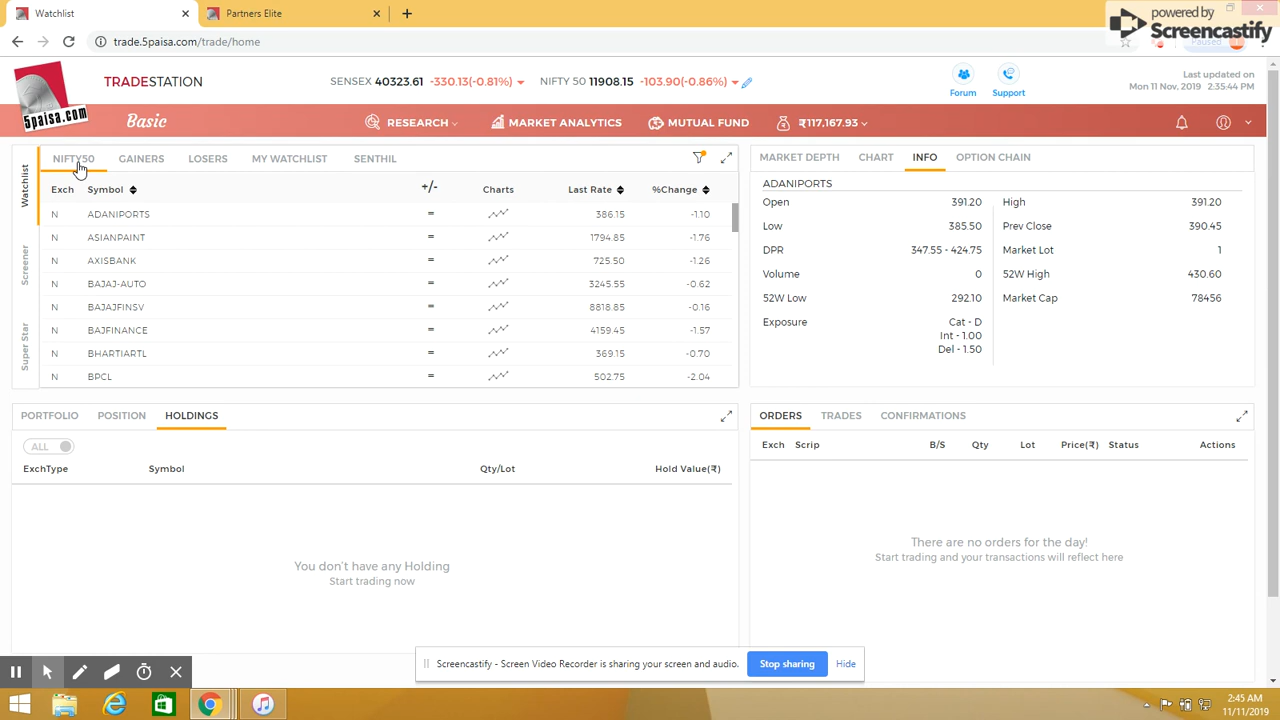 Watchlist
Partners Elite
powered by
Screencastify
trade.5paisa.com/trade/home
Paused
5paisa.com
TRADESTATION
SENSEX 40323.61 -330.13(-0.81%)
NIFTY 50 11908.15 -103.90(-0.86%)
Forum
Support
Last updated on
Mon 11 Nov, 2019 2:35:44 PM
Basic
RESEARCH
MARKET ANALYTICS
MUTUAL FUND
₹117,167.93
Watchlist
Screener
Super Star
NIFTY50 GAINERS LOSERS MY WATCHLIST SENTHIL
Exch Symbol +/- Charts Last Rate %Change
N ADANIPORTS = 386.15 -1.10
N ASIANPAINT = 1794.85 -1.76
N AXISBANK = 725.50 -1.26
N BAJAJ-AUTO = 3245.55 -0.62
N BAJAJFINSV = 8818.85 -0.16
N BAJFINANCE = 4159.45 -1.57
N BHARTIARTL = 369.15 -0.70
N BPCL = 502.75 -2.04
MARKET DEPTH CHART INFO OPTION CHAIN
ADANIPORTS
Open 391.20 High 391.20
Low 385.50 Prev Close 390.45
DPR 347.55 - 424.75 Market Lot 1
Volume 0 52W High 430.60
52W Low 292.10 Market Cap 78456
Exposure Cat - D
Int - 1.00
Del - 1.50
PORTFOLIO POSITION HOLDINGS
ALL
ExchType Symbol Qty/Lot Hold Value(₹)
You don't have any Holding
Start trading now
ORDERS TRADES CONFIRMATIONS
Exch Scrip B/S Qty Lot Price(₹) Status Actions
There are no orders for the day!
Start trading and your transactions will reflect here
Screencastify - Screen Video Recorder is sharing your screen and audio.
Stop sharing
Hide
2:45 AM
11/11/2019